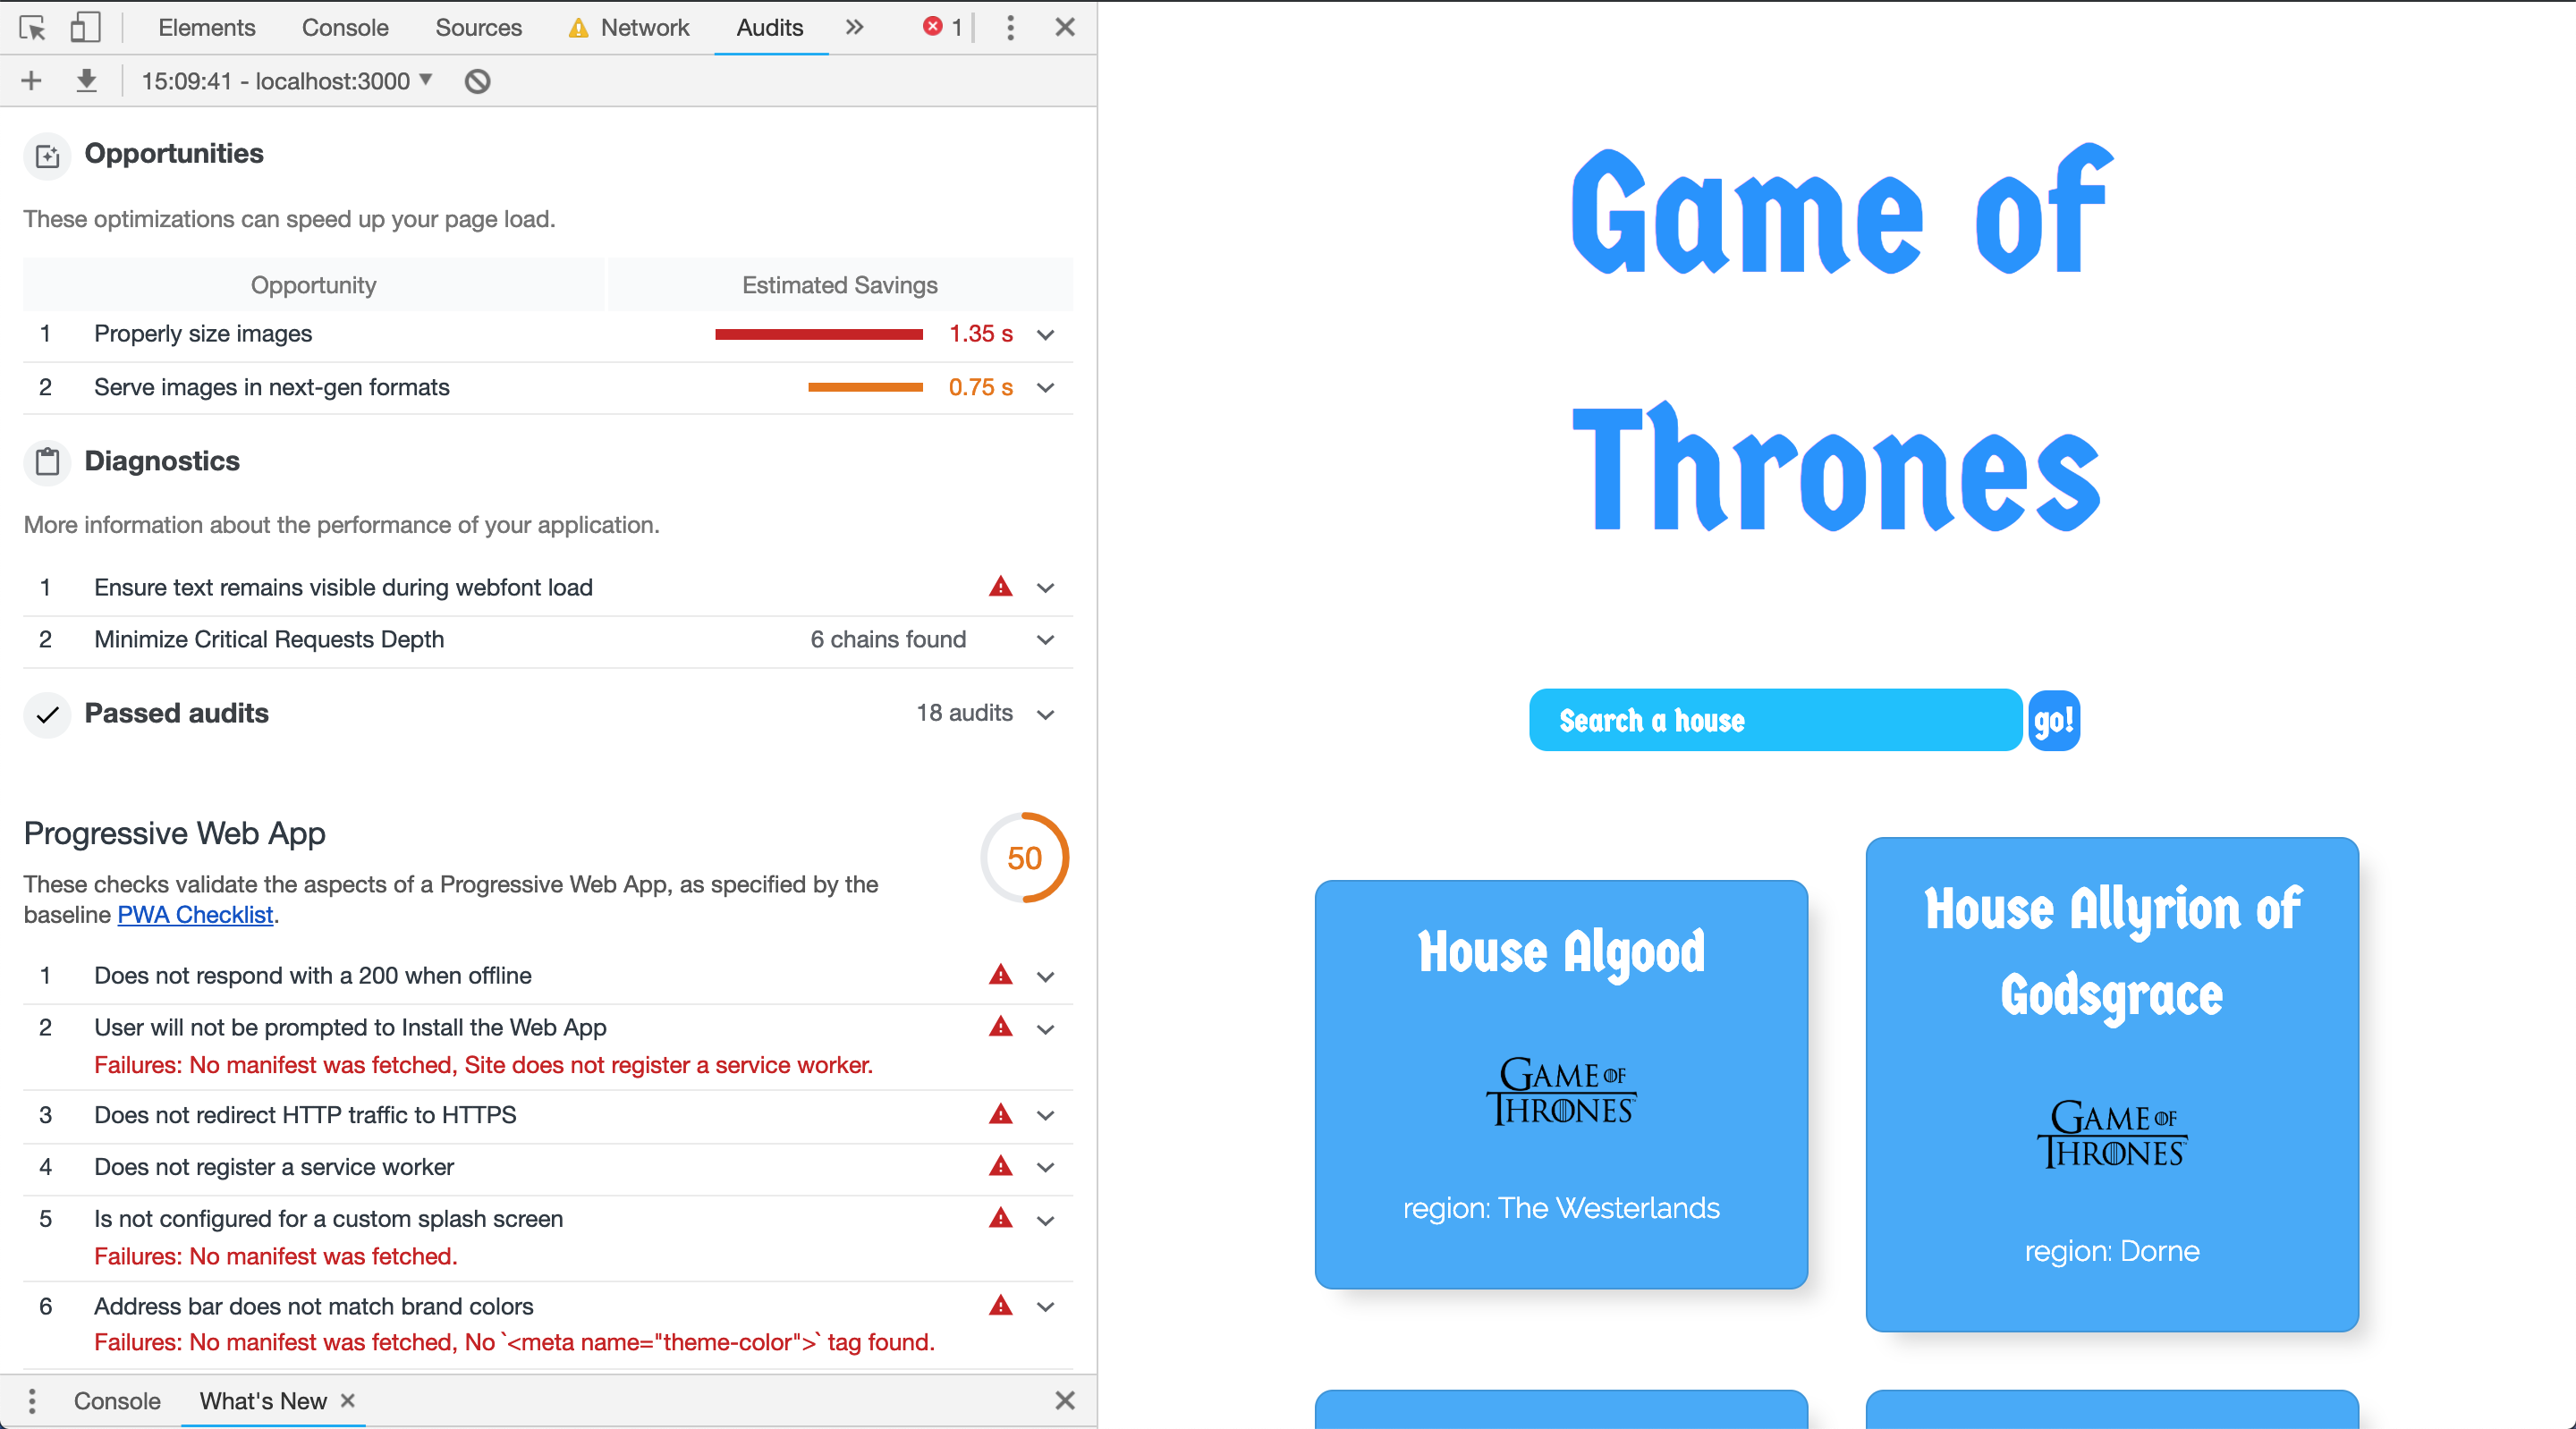 Elements Console Sources Network Audits 1
15:09:41 - localhost:3000
Opportunities
These optimizations can speed up your page load.
Opportunity Estimated Savings
1 Properly size images 1.35 s
2 Serve images in next-gen formats 0.75 s
Diagnostics
More information about the performance of your application.
1 Ensure text remains visible during webfont load
2 Minimize Critical Requests Depth 6 chains found
Passed audits 18 audits
Progressive Web App
50
These checks validate the aspects of a Progressive Web App, as specified by the
baseline PWA Checklist.
1 Does not respond with a 200 when offline
2 User will not be prompted to Install the Web App
Failures: No manifest was fetched, Site does not register a service worker.
3 Does not redirect HTTP traffic to HTTPS
4 Does not register a service worker
5 Is not configured for a custom splash screen
Failures: No manifest was fetched.
6 Address bar does not match brand colors
Failures: No manifest was fetched, No `<meta name="theme-color">` tag found.
Console What's New
Game of
Thrones
Search a house go!
House Algood
GAME OF
THRONES
region: The Westerlands
House Allyrion of
Godsgrace
GAME OF
THRONES
region: Dorne